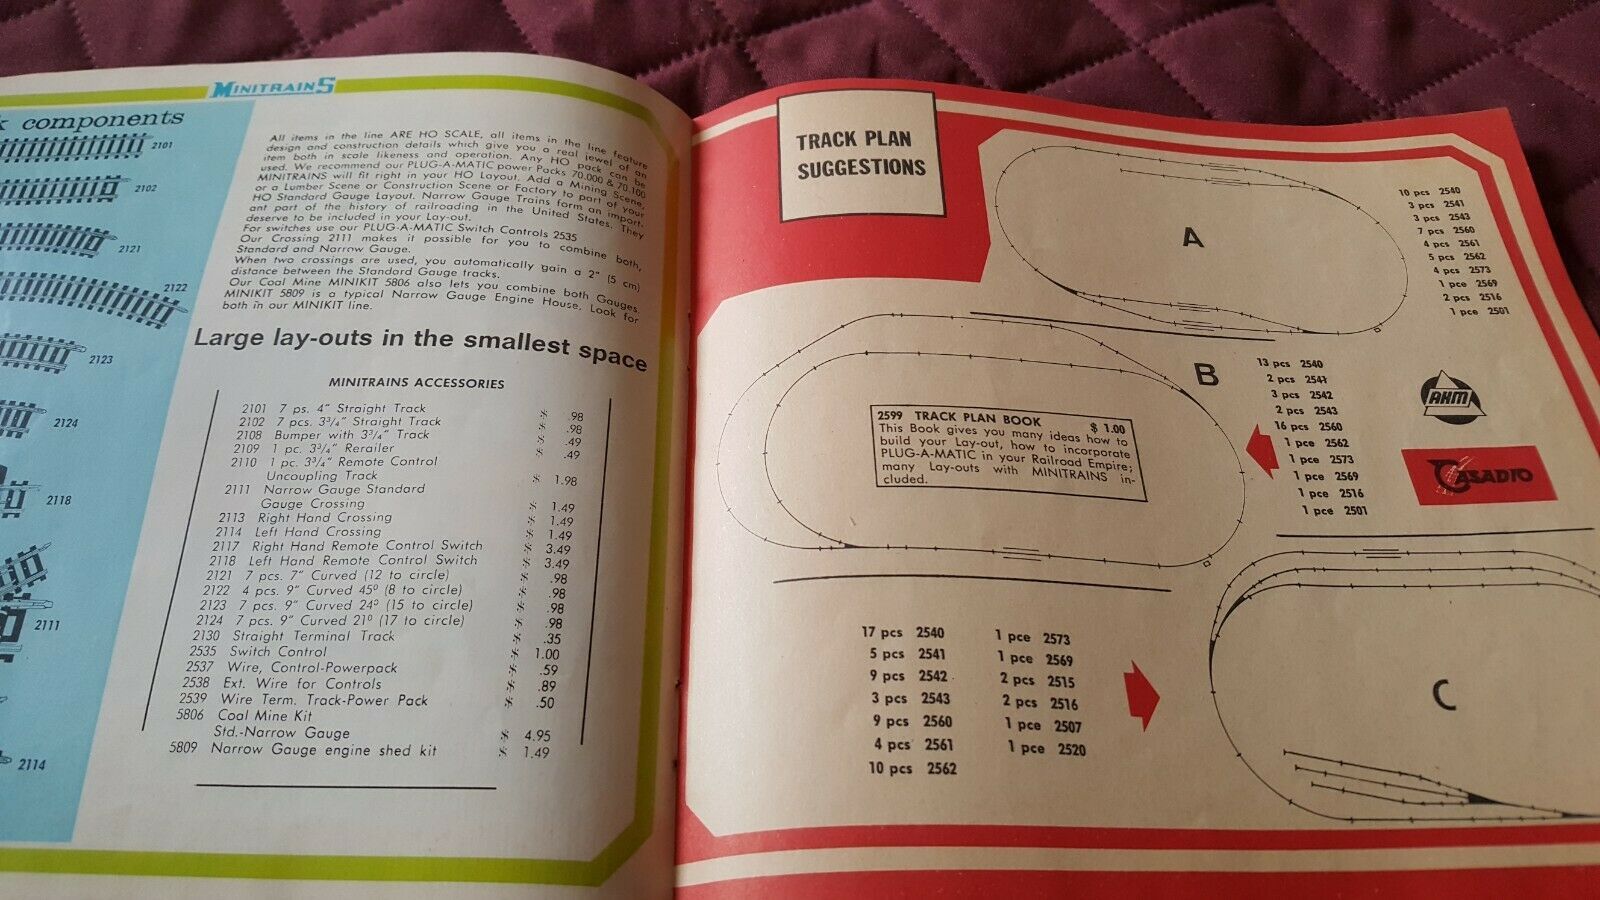 MINITRAINS
components
2101
2102
2121
2122
2123
2124
2118
2111
2114
All items in the line ARE HO SCALE, all items in the line feature
design and construction details which give you a real jewel of an
item both in scale likeness and operation. Any HO pack can be
used. We recommend our PLUG-A-MATIC power Packs 70.000 & 70.100
MINITRAINS will fit right in your HO Layout. Add a Mining Scene,
or a Lumber Scene or Construction Scene or Factory to part of your
HO Standard Gauge Layout. Narrow Gauge Trains form an import-
ant part of the history of railroading in the United States. They
deserve to be included in your Lay-out.
For switches use our PLUG-A-MATIC Switch Controls 2535
Our Crossing 2111 makes it possible for you to combine both,
Standard and Narrow Gauge.
When two crossings are used, you automatically gain a 2" (5 cm)
distance between the Standard Gauge tracks.
Our Coal Mine MINIKIT 5806 also lets you combine both Gauges.
MINIKIT 5809 is a typical Narrow Gauge Engine House. Look for
both in our MINIKIT line.
Large lay-outs in the smallest space
MINITRAINS ACCESSORIES
2101 7 ps. 4" Straight Track $ .98
2102 7 pcs. 3¾" Straight Track $ .98
2108 Bumper with 3¾" Track $ .49
2109 1 pc. 3¾" Rerailer $ .49
2110 1 pc. 3¾" Remote Control
Uncoupling Track $ 1.98
2111 Narrow Gauge Standard
Gauge Crossing $ 1.49
2113 Right Hand Crossing $ 1.49
2114 Left Hand Crossing $ 1.49
2117 Right Hand Remote Control Switch $ 3.49
2118 Left Hand Remote Control Switch $ 3.49
2121 7 pcs. 7" Curved (12 to circle) $ .98
2122 4 pcs. 9" Curved 45º (8 to circle) $ .98
2123 7 pcs. 9" Curved 24º (15 to circle) $ .98
2124 7 pcs. 9" Curved 21º (17 to circle) $ .98
2130 Straight Terminal Track $ .35
2535 Switch Control $ 1.00
2537 Wire, Control-Powerpack $ .59
2538 Ext. Wire for Controls $ .89
2539 Wire Term. Track-Power Pack $ .50
5806 Coal Mine Kit
Std.-Narrow Gauge $ 4.95
5809 Narrow Gauge engine shed kit $ 1.49
TRACK PLAN
SUGGESTIONS
A
10 pcs 2540
3 pcs 2541
3 pcs 2543
7 pcs 2560
4 pcs 2561
5 pcs 2562
4 pcs 2573
1 pce 2569
2 pcs 2516
1 pce 2501
B
13 pcs 2540
2 pcs 2541
3 pcs 2542
2 pcs 2543
16 pcs 2560
1 pce 2562
1 pce 2573
1 pce 2569
1 pce 2516
1 pce 2501
AHM
CASADIO
2599 TRACK PLAN BOOK $ 1.00
This Book gives you many ideas how to
build your Lay-out, how to incorporate
PLUG-A-MATIC in your Railroad Empire;
many Lay-outs with MINITRAINS in-
cluded.
17 pcs 2540
5 pcs 2541
9 pcs 2542
3 pcs 2543
9 pcs 2560
4 pcs 2561
10 pcs 2562
1 pce 2573
1 pce 2569
2 pcs 2515
2 pcs 2516
1 pce 2507
1 pce 2520
C